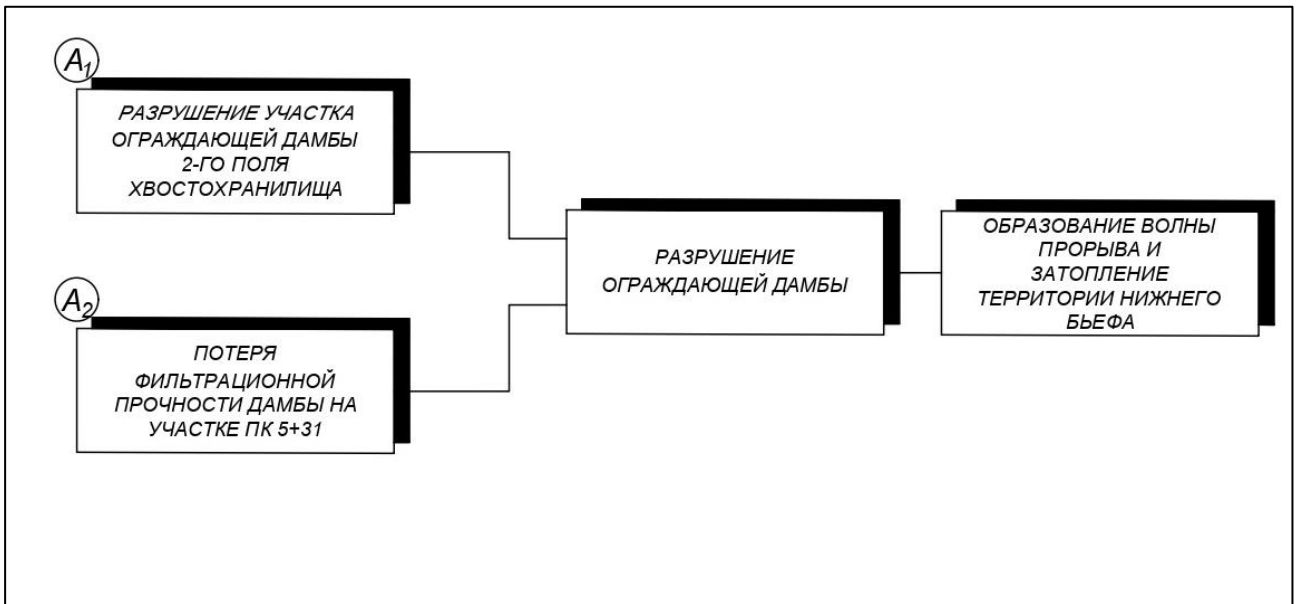 A1
РАЗРУШЕНИЕ УЧАСТКА
ОГРАЖДАЮЩЕЙ ДАМБЫ
2-ГО ПОЛЯ
ХВОСТОХРАНИЛИЩА
A2
ПОТЕРЯ
ФИЛЬТРАЦИОННОЙ
ПРОЧНОСТИ ДАМБЫ НА
УЧАСТКЕ ПК 5+31
РАЗРУШЕНИЕ
ОГРАЖДАЮЩЕЙ ДАМБЫ
ОБРАЗОВАНИЕ ВОЛНЫ
ПРОРЫВА И
ЗАТОПЛЕНИЕ
ТЕРРИТОРИИ НИЖНЕГО
БЬЕФА